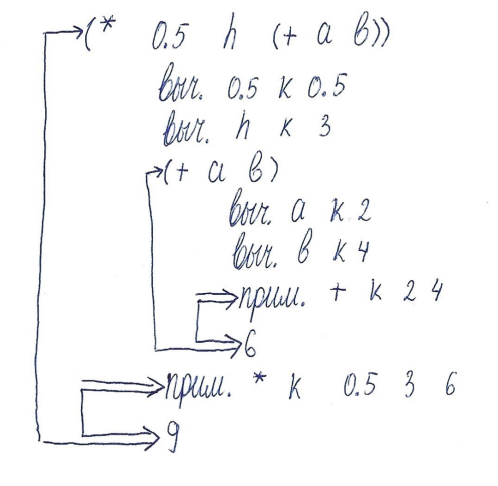 (* 0.5 h (+ a b))
выч. 0.5 к 0.5
выч. h к 3
(+ a b)
выч. a к 2
выч. b к 4
прим. + к 2 4
6
прим. * к 0.5 3 6
9